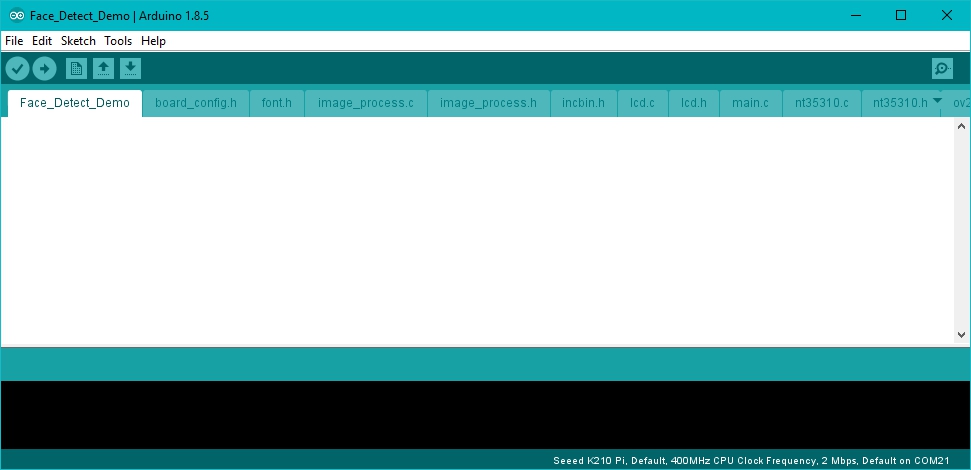 Face_Detect_Demo | Arduino 1.8.5
File Edit Sketch Tools Help
Face_Detect_Demo board_config.h font.h image_process.c image_process.h incbin.h lcd.c lcd.h main.c nt35310.c nt35310.h ov2
Seeed K210 Pi, Default, 400MHz CPU Clock Frequency, 2 Mbps, Default on COM21